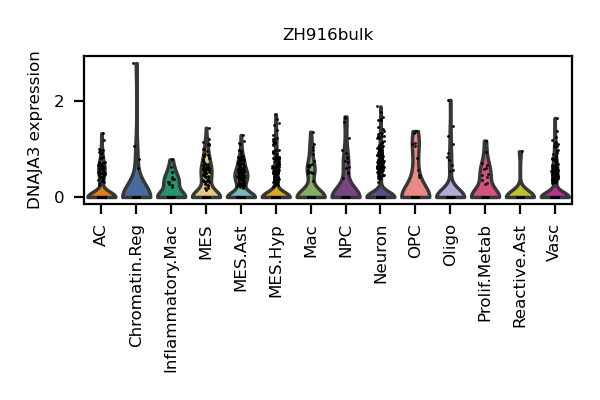 ZH916bulk
DNAJA3 expression
2
0
AC
Chromatin.Reg
Inflammatory.Mac
MES
MES.Ast
MES.Hyp
Mac
NPC
Neuron
OPC
Oligo
Prolif.Metab
Reactive.Ast
Vasc